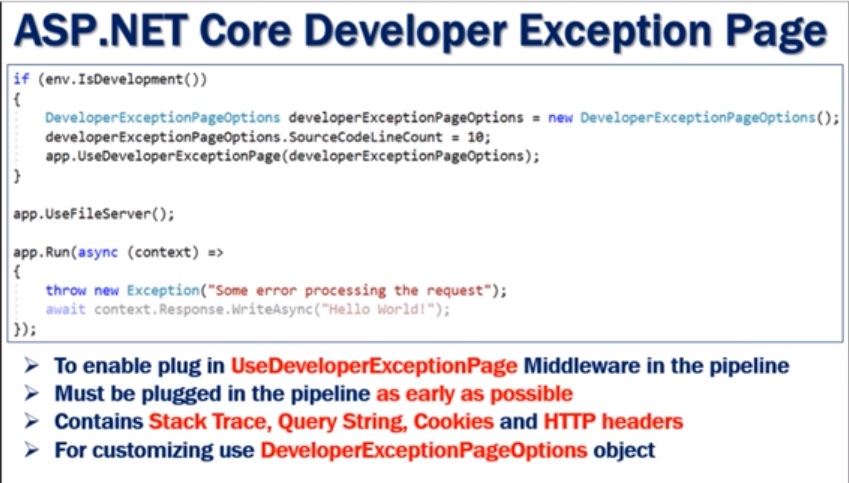 ASP.NET Core Developer Exception Page
if (env.IsDevelopment())
{
    DeveloperExceptionPageOptions developerExceptionPageOptions = new DeveloperExceptionPageOptions();
    developerExceptionPageOptions.SourceCodeLineCount = 10;
    app.UseDeveloperExceptionPage(developerExceptionPageOptions);
}
app.UseFileServer();
app.Run(async (context) =>
{
    throw new Exception("Some error processing the request");
    await context.Response.WriteAsync("Hello World!");
});
➢ To enable plug in UseDeveloperExceptionPage Middleware in the pipeline
➢ Must be plugged in the pipeline as early as possible
➢ Contains Stack Trace, Query String, Cookies and HTTP headers
➢ For customizing use DeveloperExceptionPageOptions object